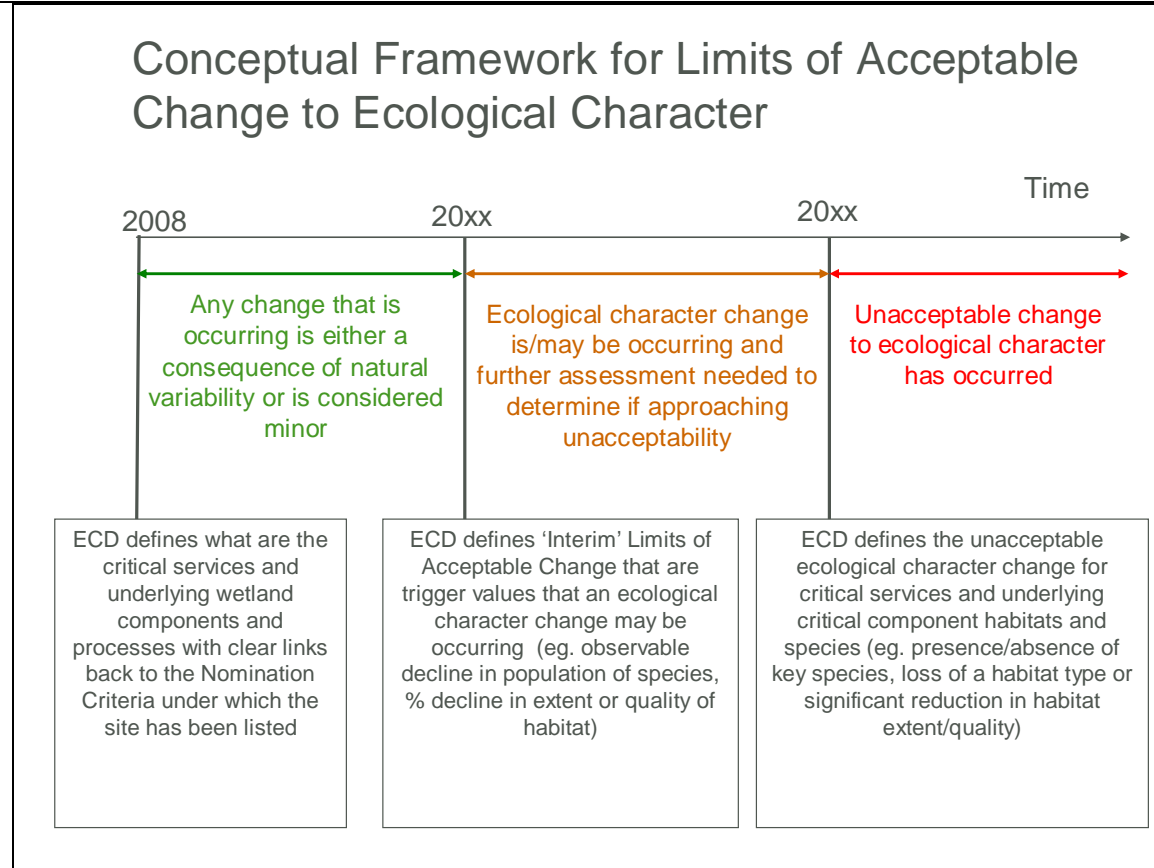 Conceptual Framework for Limits of Acceptable
Change to Ecological Character
Time
2008
20xx
20xx
Any change that is
occurring is either a
consequence of natural
variability or is considered
minor
Ecological character change
is/may be occurring and
further assessment needed to
determine if approaching
unacceptability
Unacceptable change
to ecological character
has occurred
ECD defines what are the
critical services and
underlying wetland
components and
processes with clear links
back to the Nomination
Criteria under which the
site has been listed
ECD defines ‘Interim’ Limits of
Acceptable Change that are
trigger values that an ecological
character change may be
occurring  (eg. observable
decline in population of species,
% decline in extent or quality of
habitat)
ECD defines the unacceptable
ecological character change for
critical services and underlying
critical component habitats and
species (eg. presence/absence of
key species, loss of a habitat type or
significant reduction in habitat
extent/quality)